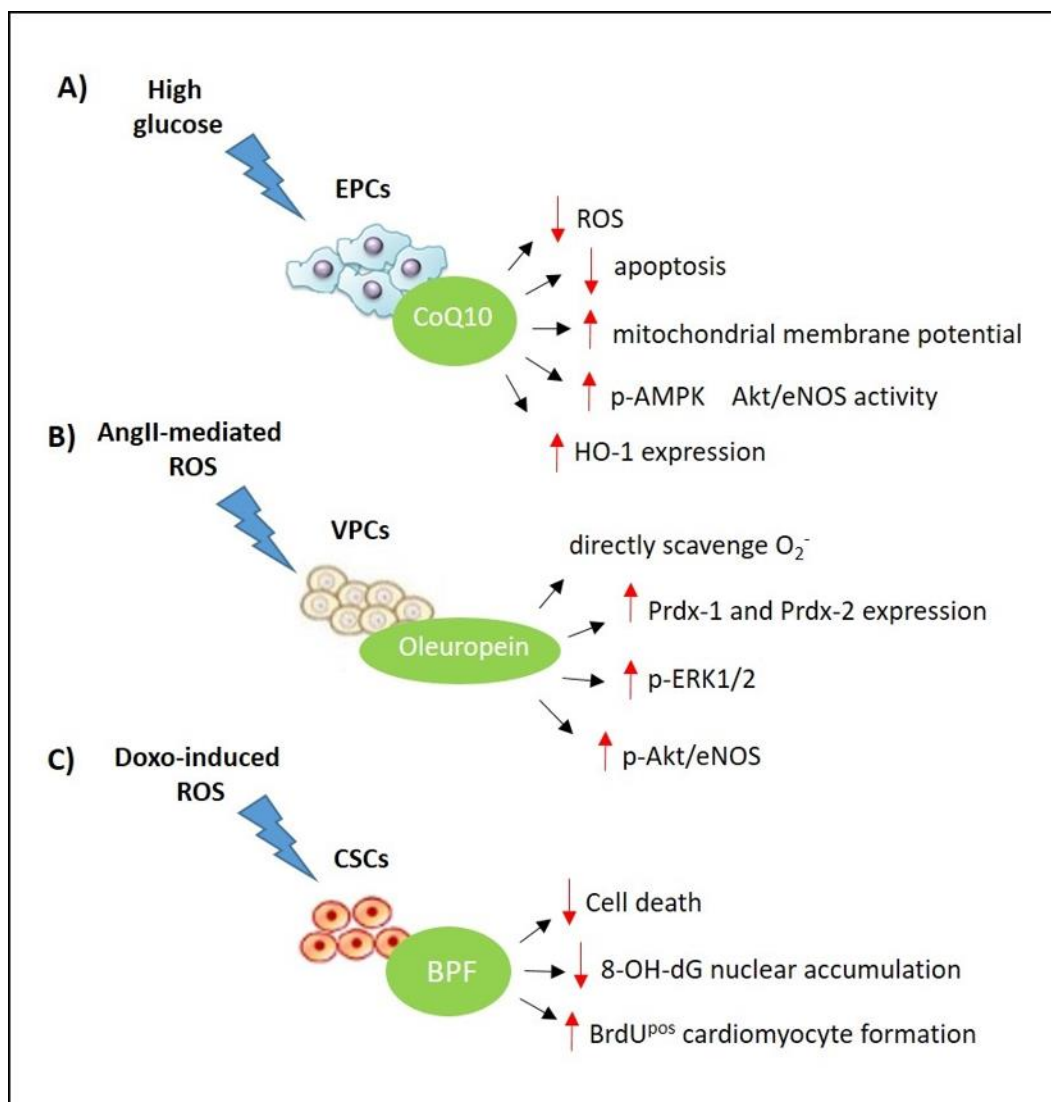 A)
High
glucose
EPCs
CoQ10
ROS
apoptosis
mitochondrial membrane potential
p-AMPK Akt/eNOS activity
HO-1 expression
B)
AngII-mediated
ROS
VPCs
Oleuropein
directly scavenge O₂⁻
Prdx-1 and Prdx-2 expression
p-ERK1/2
p-Akt/eNOS
C)
Doxo-induced
ROS
CSCs
BPF
Cell death
8-OH-dG nuclear accumulation
BrdUᵖᵒˢ cardiomyocyte formation